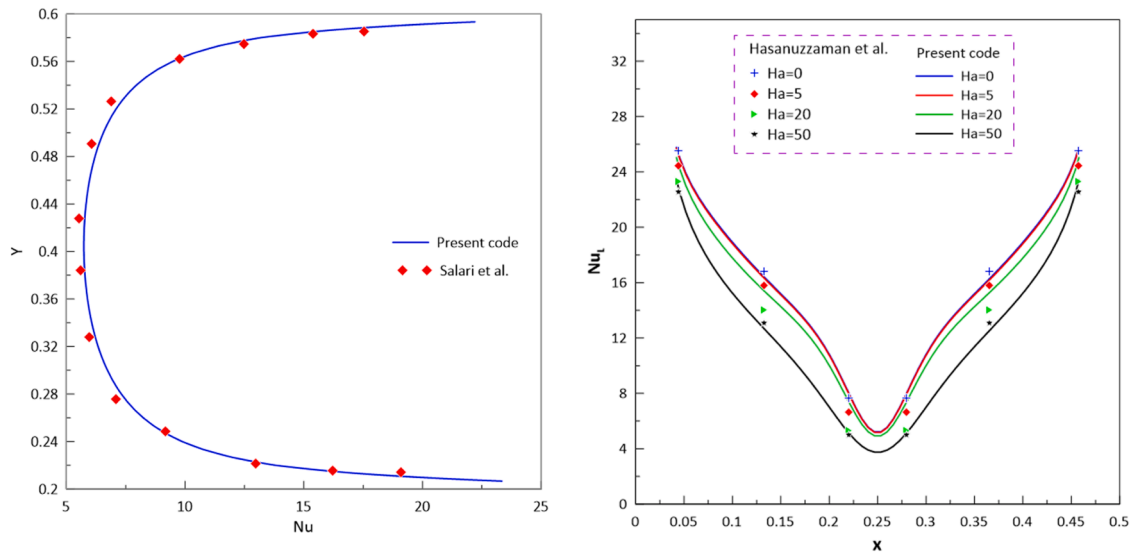 0.6
0.56
0.52
0.48
0.44
0.4
0.36
0.32
0.28
0.24
0.2
Y
5
10
15
20
25
Nu
Present code
Salari et al.
32
28
24
20
16
12
8
4
0
Nu_L
0
0.05
0.1
0.15
0.2
0.25
0.3
0.35
0.4
0.45
0.5
X
Hasanuzzaman et al.
Ha=0
Ha=5
Ha=20
Ha=50
Present code
Ha=0
Ha=5
Ha=20
Ha=50